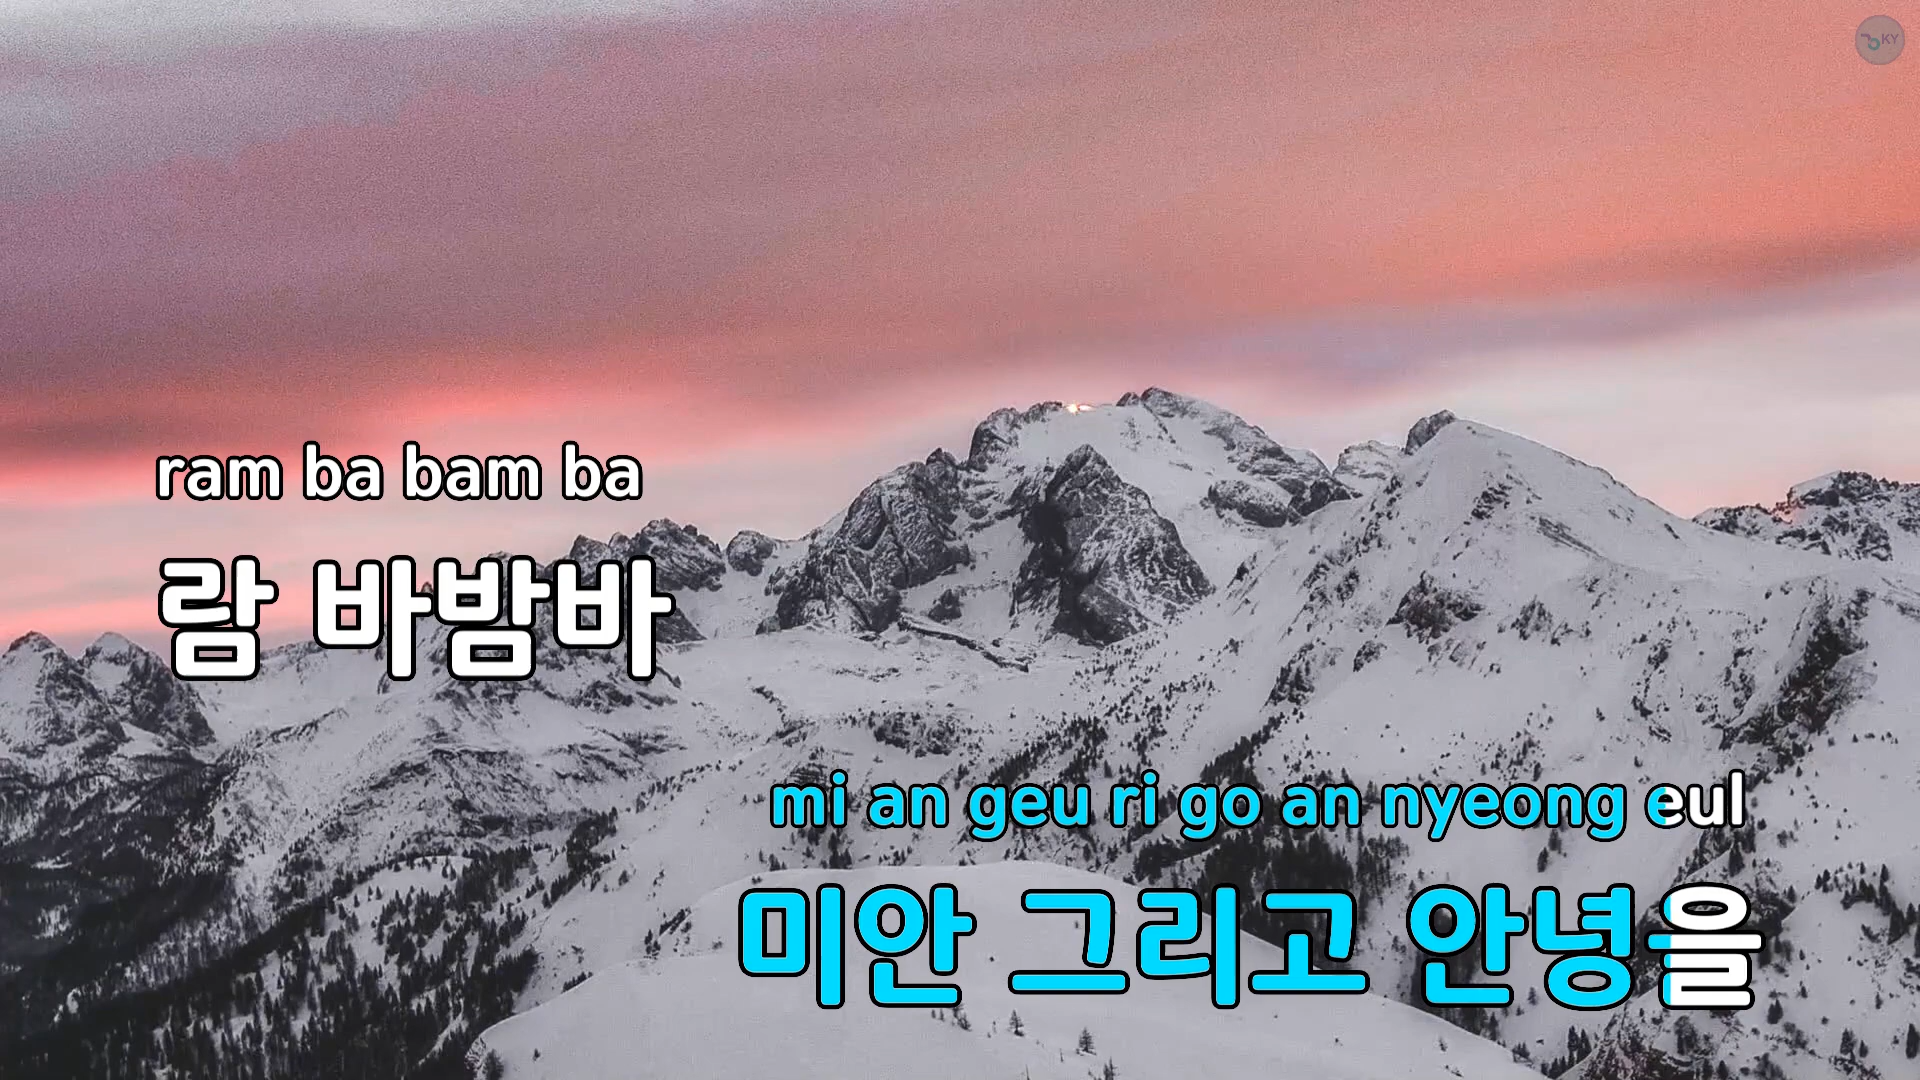 KY
ram ba bam ba
람 바밤바
mi an geu ri go an nyeong eul
미안 그리고 안녕을